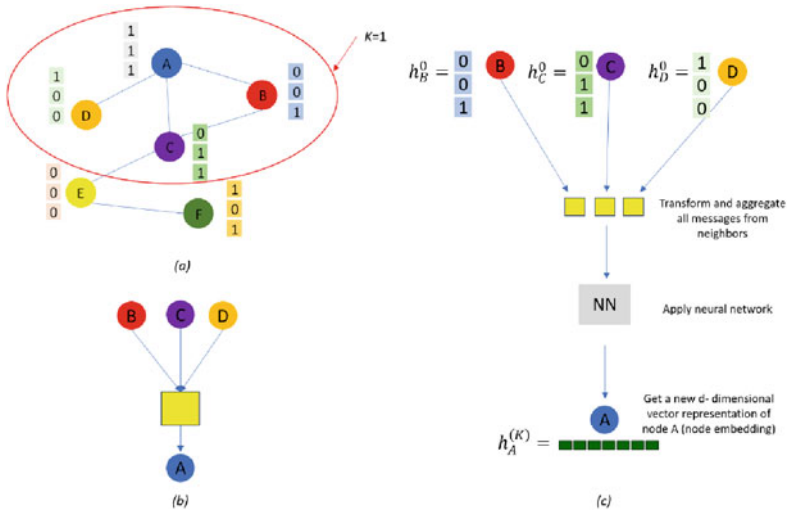 1
1
1
A
K=1
1
0
0
D
0
0
1
B
C
0
1
1
0
0
0
E
F
1
0
1
(a)
B C D
A
(b)
h_B^0 = 0 0 1 B
h_C^0 = 0 1 1 C
h_D^0 = 1 0 0 D
Transform and aggregate
all messages from
neighbors
NN
Apply neural network
Get a new d- dimensional
vector representation of
node A (node embedding)
A
h_A^(K) =
(c)